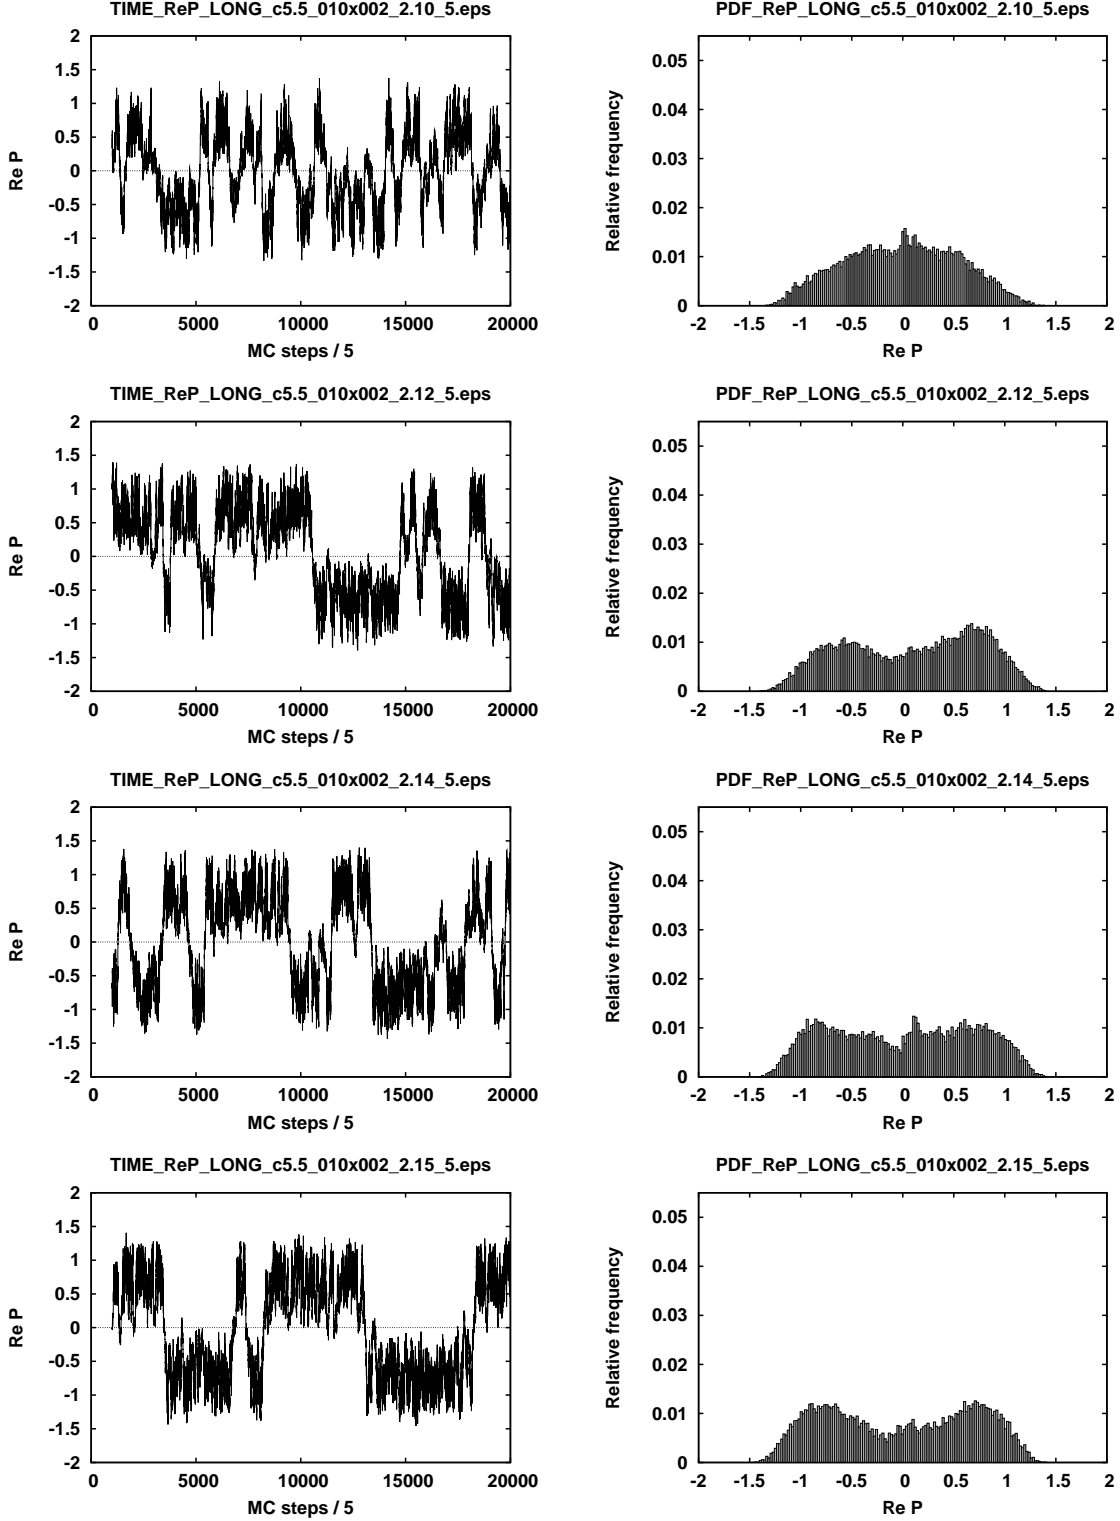 TIME_ReP_LONG_c5.5_010x002_2.10_5.eps
2
1.5
1
0.5
0
-0.5
-1
-1.5
-2
Re P
0 5000 10000 15000 20000
MC steps / 5
PDF_ReP_LONG_c5.5_010x002_2.10_5.eps
0.05
0.04
0.03
0.02
0.01
0
Relative frequency
-2 -1.5 -1 -0.5 0 0.5 1 1.5 2
Re P
TIME_ReP_LONG_c5.5_010x002_2.12_5.eps
2
1.5
1
0.5
0
-0.5
-1
-1.5
-2
Re P
0 5000 10000 15000 20000
MC steps / 5
PDF_ReP_LONG_c5.5_010x002_2.12_5.eps
0.05
0.04
0.03
0.02
0.01
0
Relative frequency
-2 -1.5 -1 -0.5 0 0.5 1 1.5 2
Re P
TIME_ReP_LONG_c5.5_010x002_2.14_5.eps
2
1.5
1
0.5
0
-0.5
-1
-1.5
-2
Re P
0 5000 10000 15000 20000
MC steps / 5
PDF_ReP_LONG_c5.5_010x002_2.14_5.eps
0.05
0.04
0.03
0.02
0.01
0
Relative frequency
-2 -1.5 -1 -0.5 0 0.5 1 1.5 2
Re P
TIME_ReP_LONG_c5.5_010x002_2.15_5.eps
2
1.5
1
0.5
0
-0.5
-1
-1.5
-2
Re P
0 5000 10000 15000 20000
MC steps / 5
PDF_ReP_LONG_c5.5_010x002_2.15_5.eps
0.05
0.04
0.03
0.02
0.01
0
Relative frequency
-2 -1.5 -1 -0.5 0 0.5 1 1.5 2
Re P